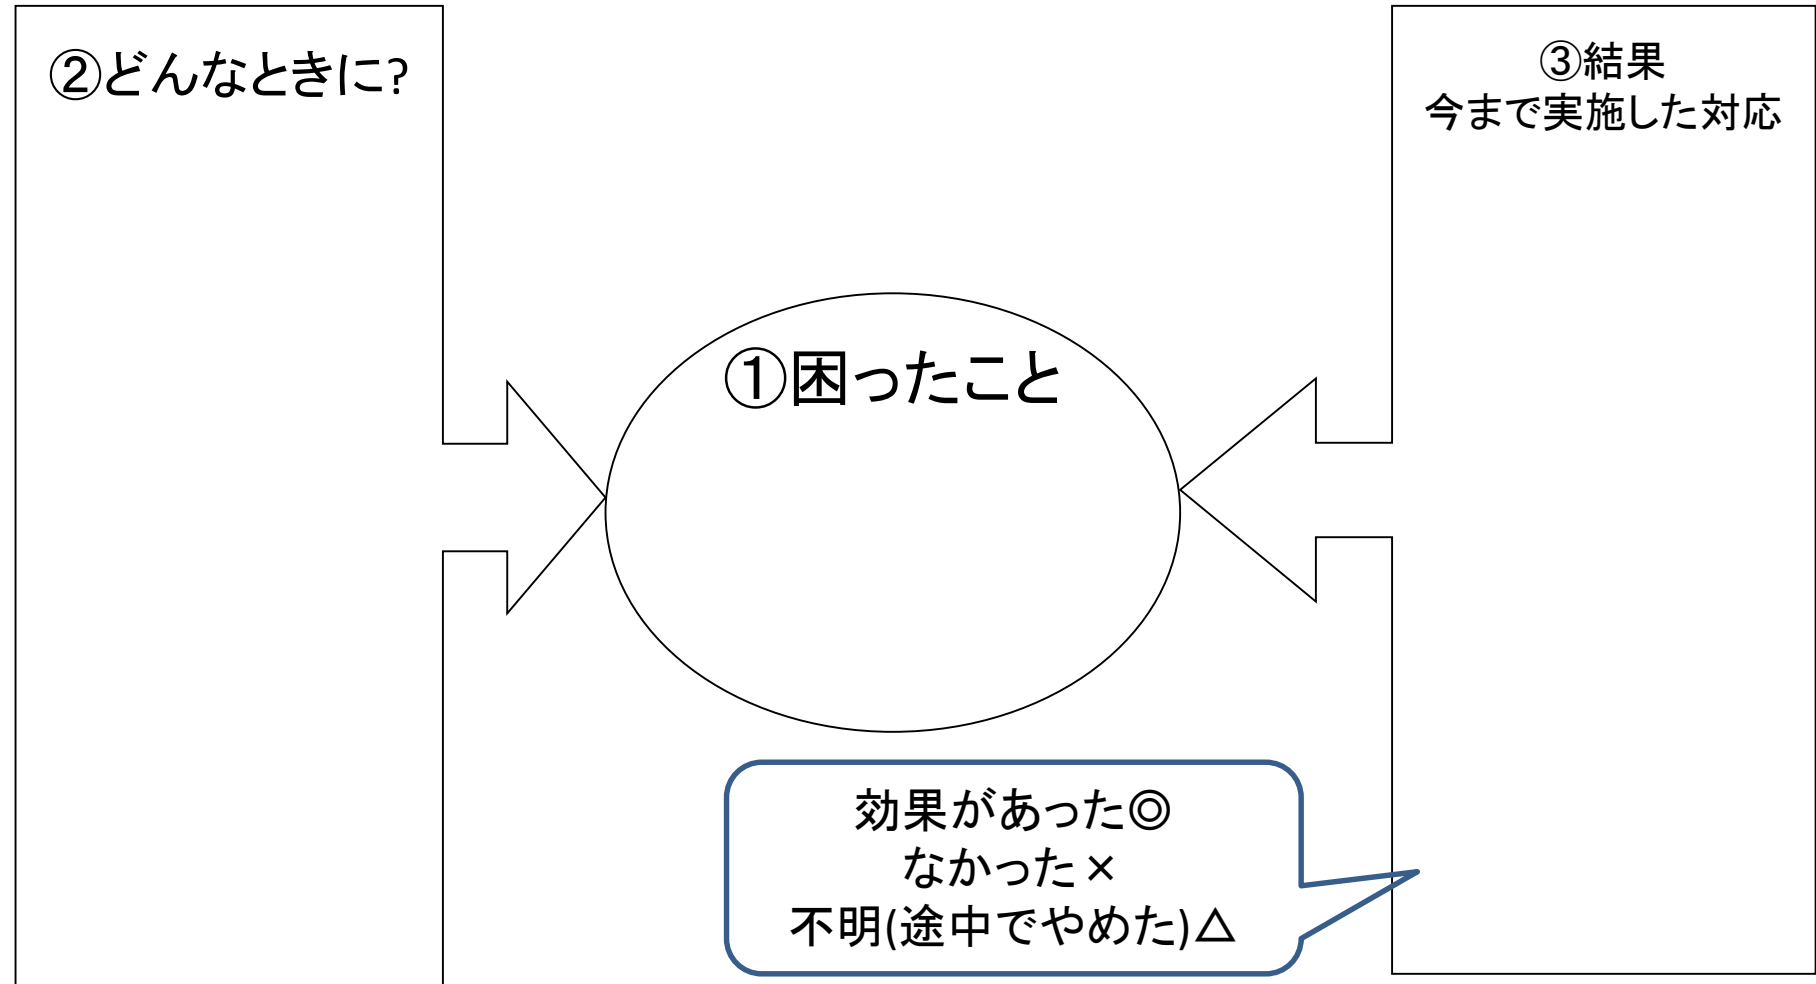 ②どんなときに?
③結果
今まで実施した対応
①困ったこと
効果があった◎
なかった×
不明(途中でやめた)△